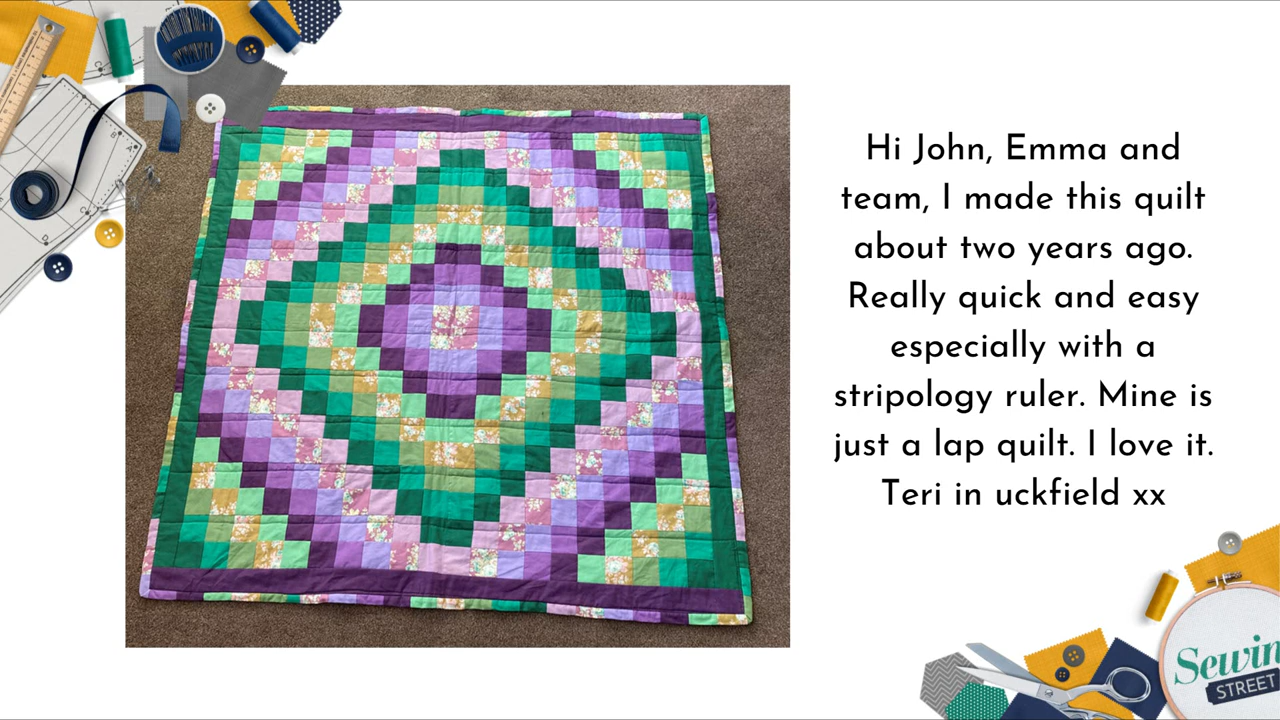 Hi John, Emma and
team, I made this quilt
about two years ago.
Really quick and easy
especially with a
stripology ruler. Mine is
just a lap quilt. I love it.
Teri in uckfield xx
Sewin
STREET